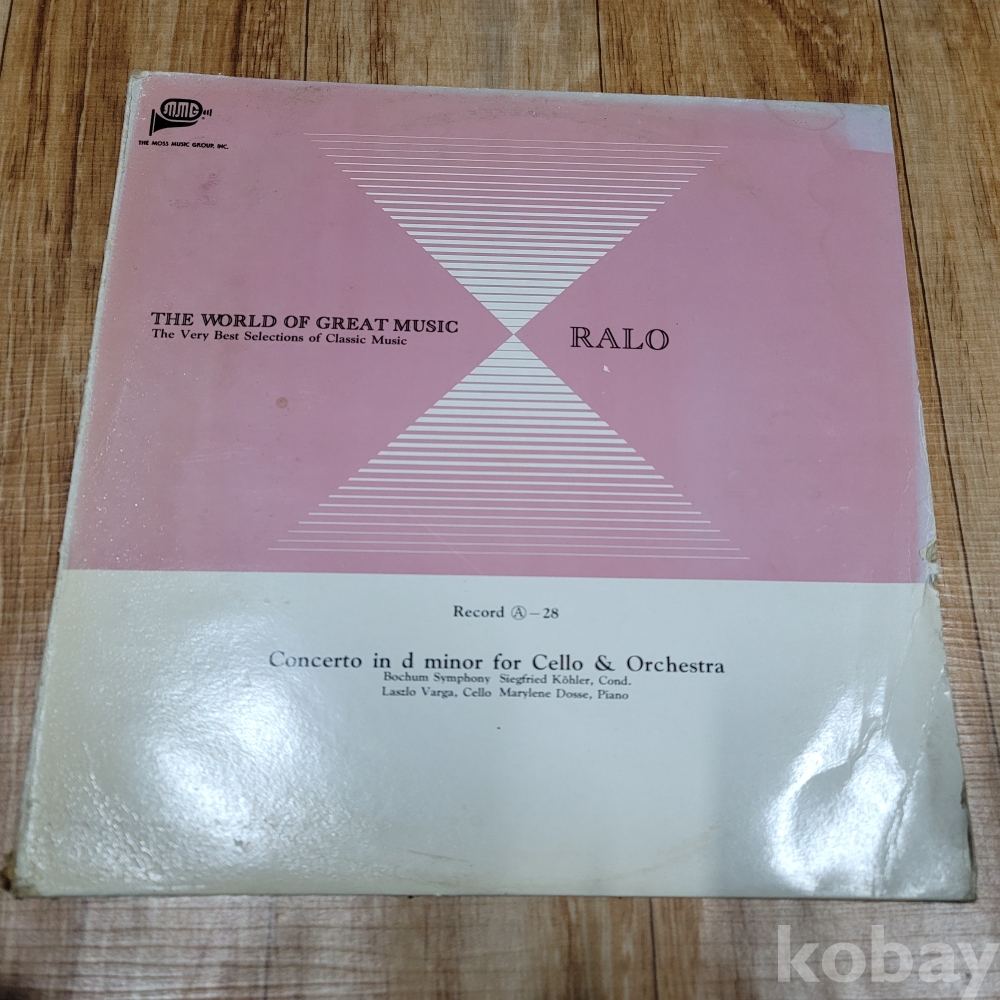 MMG
THE MOSS MUSIC GROUP, INC.
THE WORLD OF GREAT MUSIC
The Very Best Selections of Classic Music
RALO
Record Ⓐ–28
Concerto in d minor for Cello & Orchestra
Bochum Symphony Siegfried Köhler, Cond.
Laszlo Varga, Cello Marylene Dosse, Piano
kobay